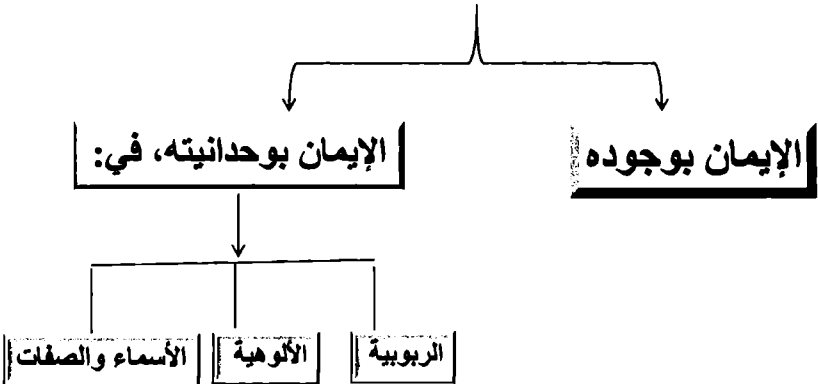 الإيمان بوجوده
الإيمان بوحدانيته، في:
الربوبية
الألوهية
الأسماء والصفات